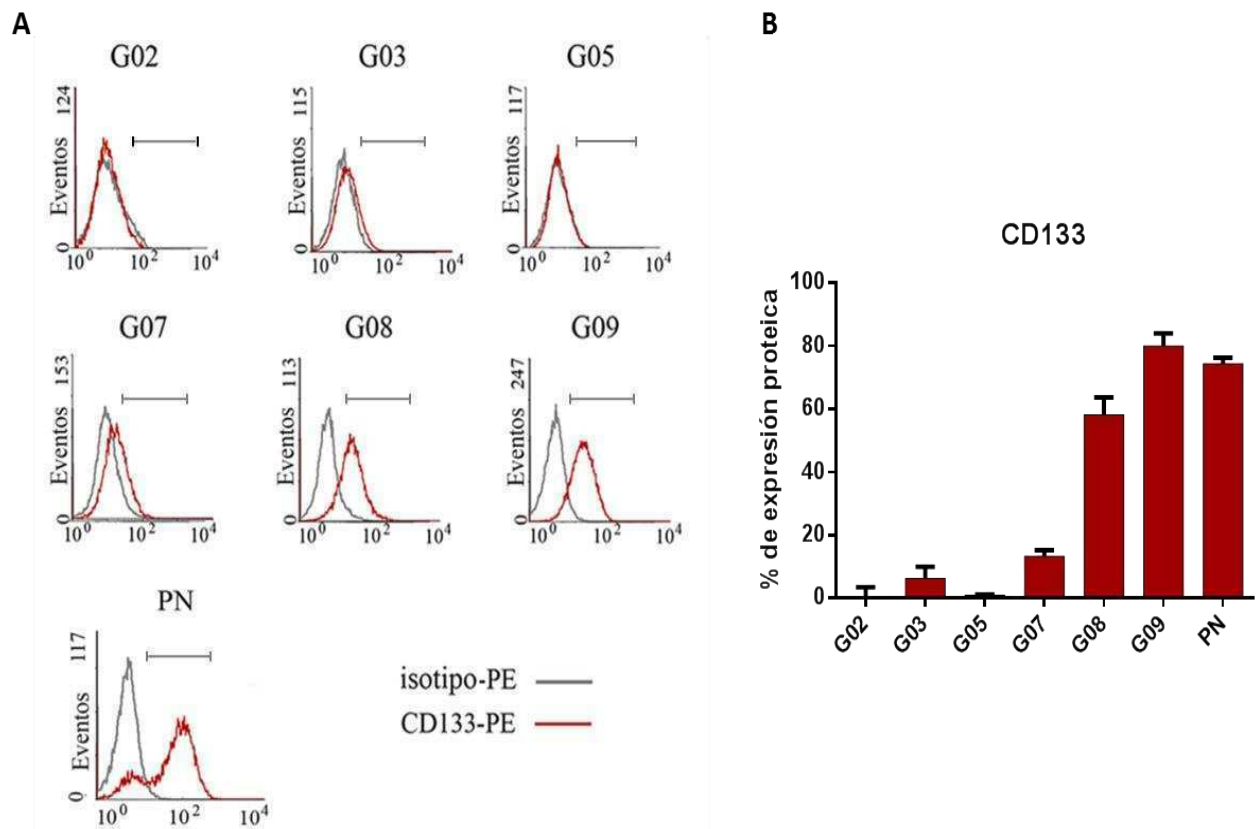 A
B
G02
G03
G05
124
Eventos
0
10^0 10^2 10^4
115
Eventos
0
10^0 10^2 10^4
117
Eventos
0
10^0 10^2 10^4
G07
G08
G09
153
Eventos
0
10^0 10^2 10^4
113
Eventos
0
10^0 10^2 10^4
247
Eventos
0
10^0 10^2 10^4
PN
117
Eventos
0
10^0 10^2 10^4
isotipo-PE
CD133-PE
CD133
% de expresión proteica
100
80
60
40
20
0
G02 G03 G05 G07 G08 G09 PN